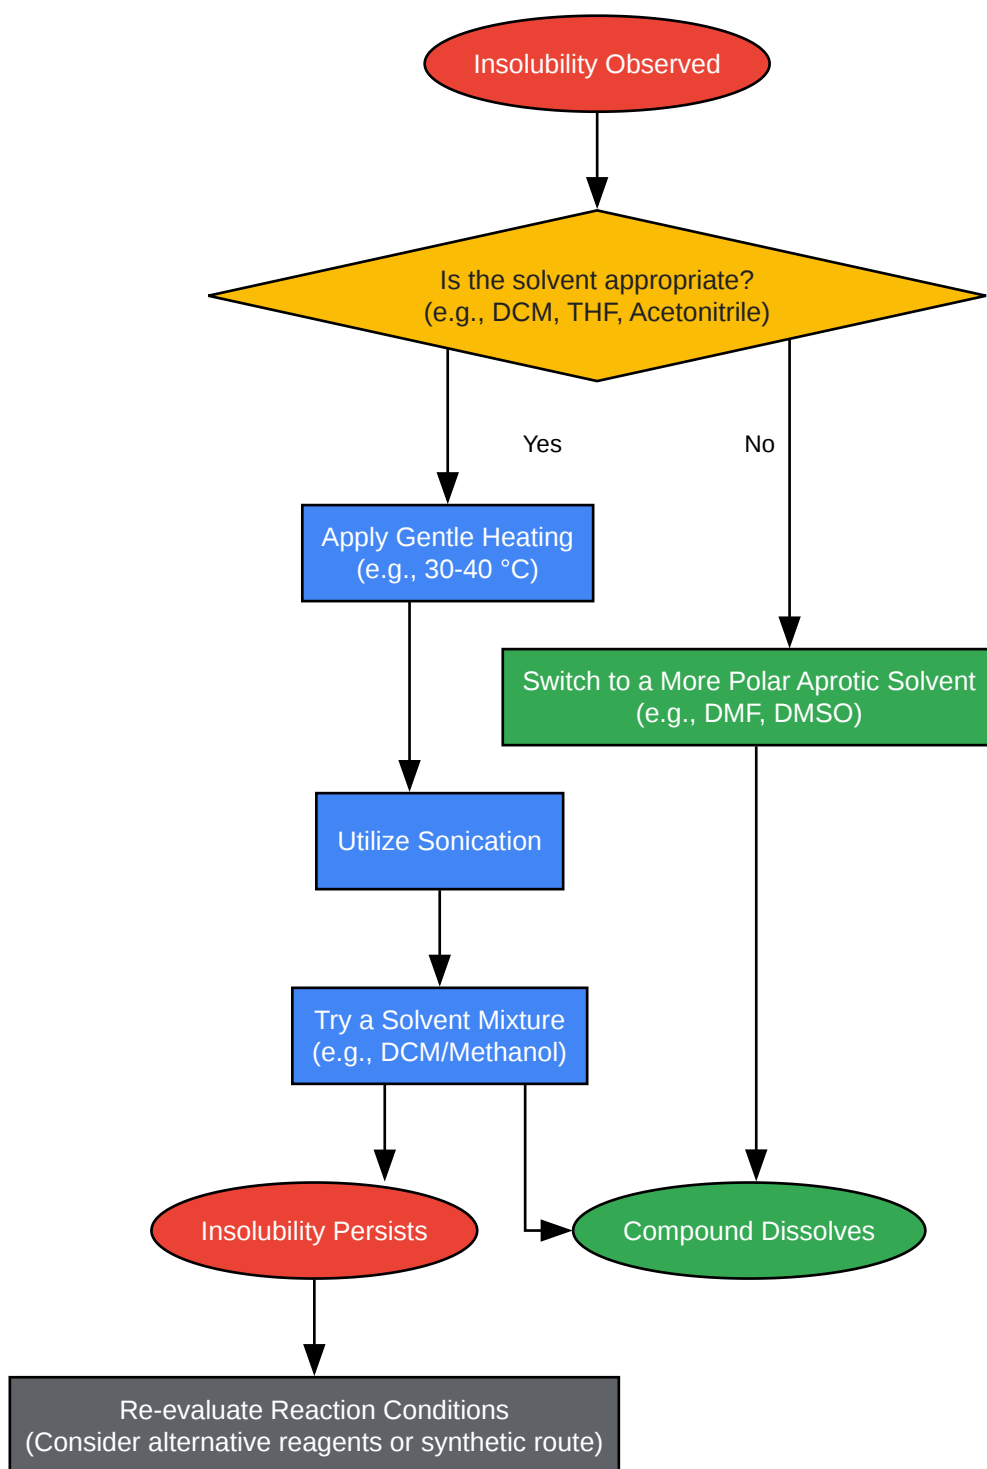 Insolubility Observed
Is the solvent appropriate?
(e.g., DCM, THF, Acetonitrile)
Yes
No
Apply Gentle Heating
(e.g., 30-40 °C)
Switch to a More Polar Aprotic Solvent
(e.g., DMF, DMSO)
Utilize Sonication
Try a Solvent Mixture
(e.g., DCM/Methanol)
Insolubility Persists
Compound Dissolves
Re-evaluate Reaction Conditions
(Consider alternative reagents or synthetic route)